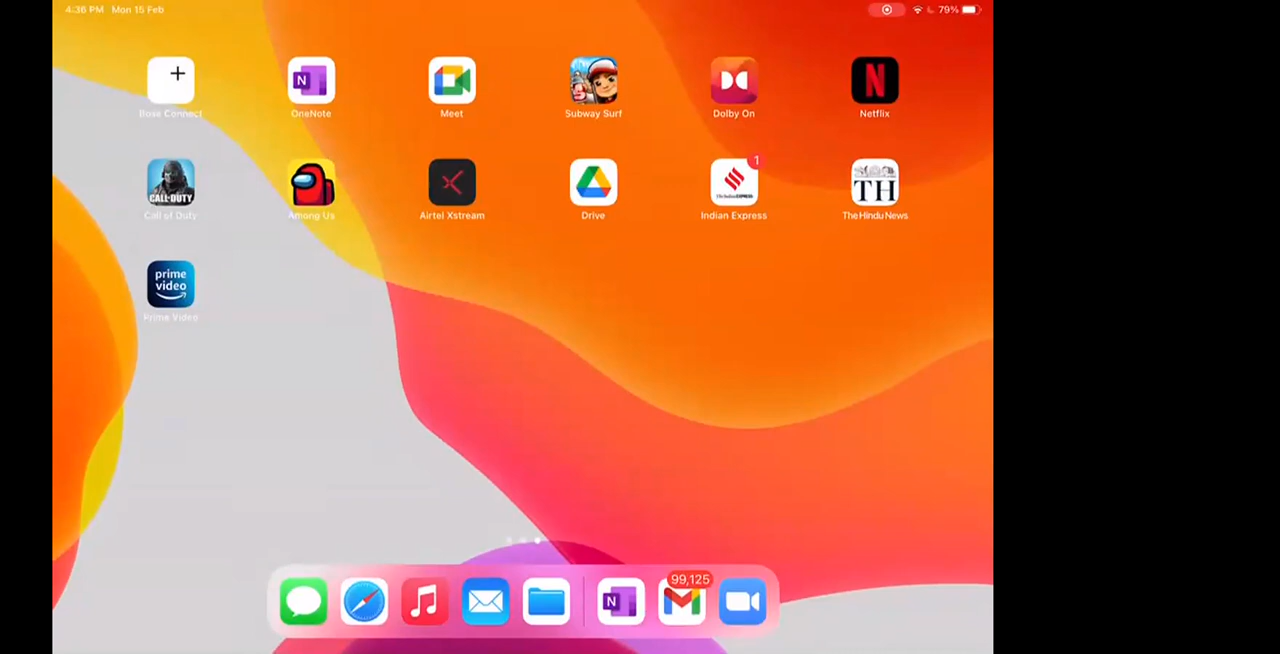 4:36 PM Mon 15 Feb
79%
Bose Connect
OneNote
Meet
Subway Surf
Dolby On
Netflix
N
N
CALL·DUTY
1
TH
Call of Duty
Among Us
Airtel Xstream
Drive
Indian Express
The Hindu News
prime
video
Prime Video
99,125
N